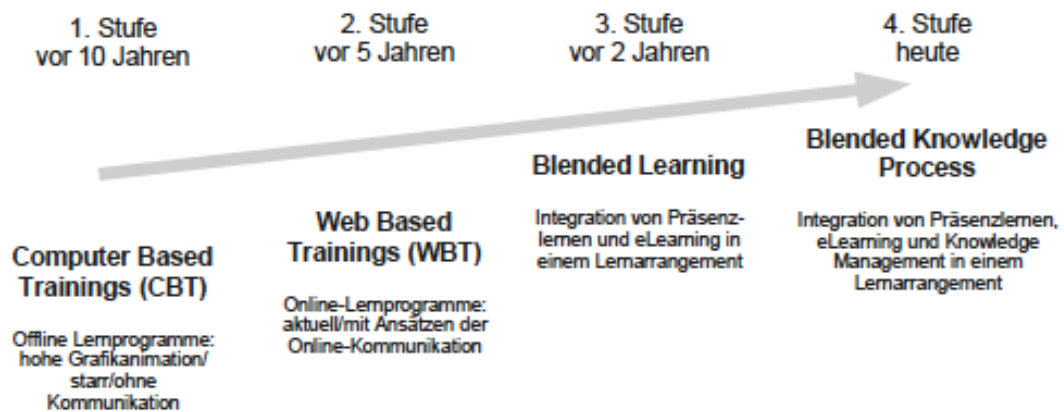 1. Stufe
vor 10 Jahren
2. Stufe
vor 5 Jahren
3. Stufe
vor 2 Jahren
4. Stufe
heute
Computer Based
Trainings (CBT)
Offline Lernprogramme:
hohe Grafikanimation/
starr/ohne
Kommunikation
Web Based
Trainings (WBT)
Online-Lernprogramme:
aktuell/mit Ansätzen der
Online-Kommunikation
Blended Learning
Integration von Präsenz-
lernen und eLearning in
einem Lernarrangement
Blended Knowledge
Process
Integration von Präsenzlernen,
eLearning und Knowledge
Management in einem
Lernarrangement